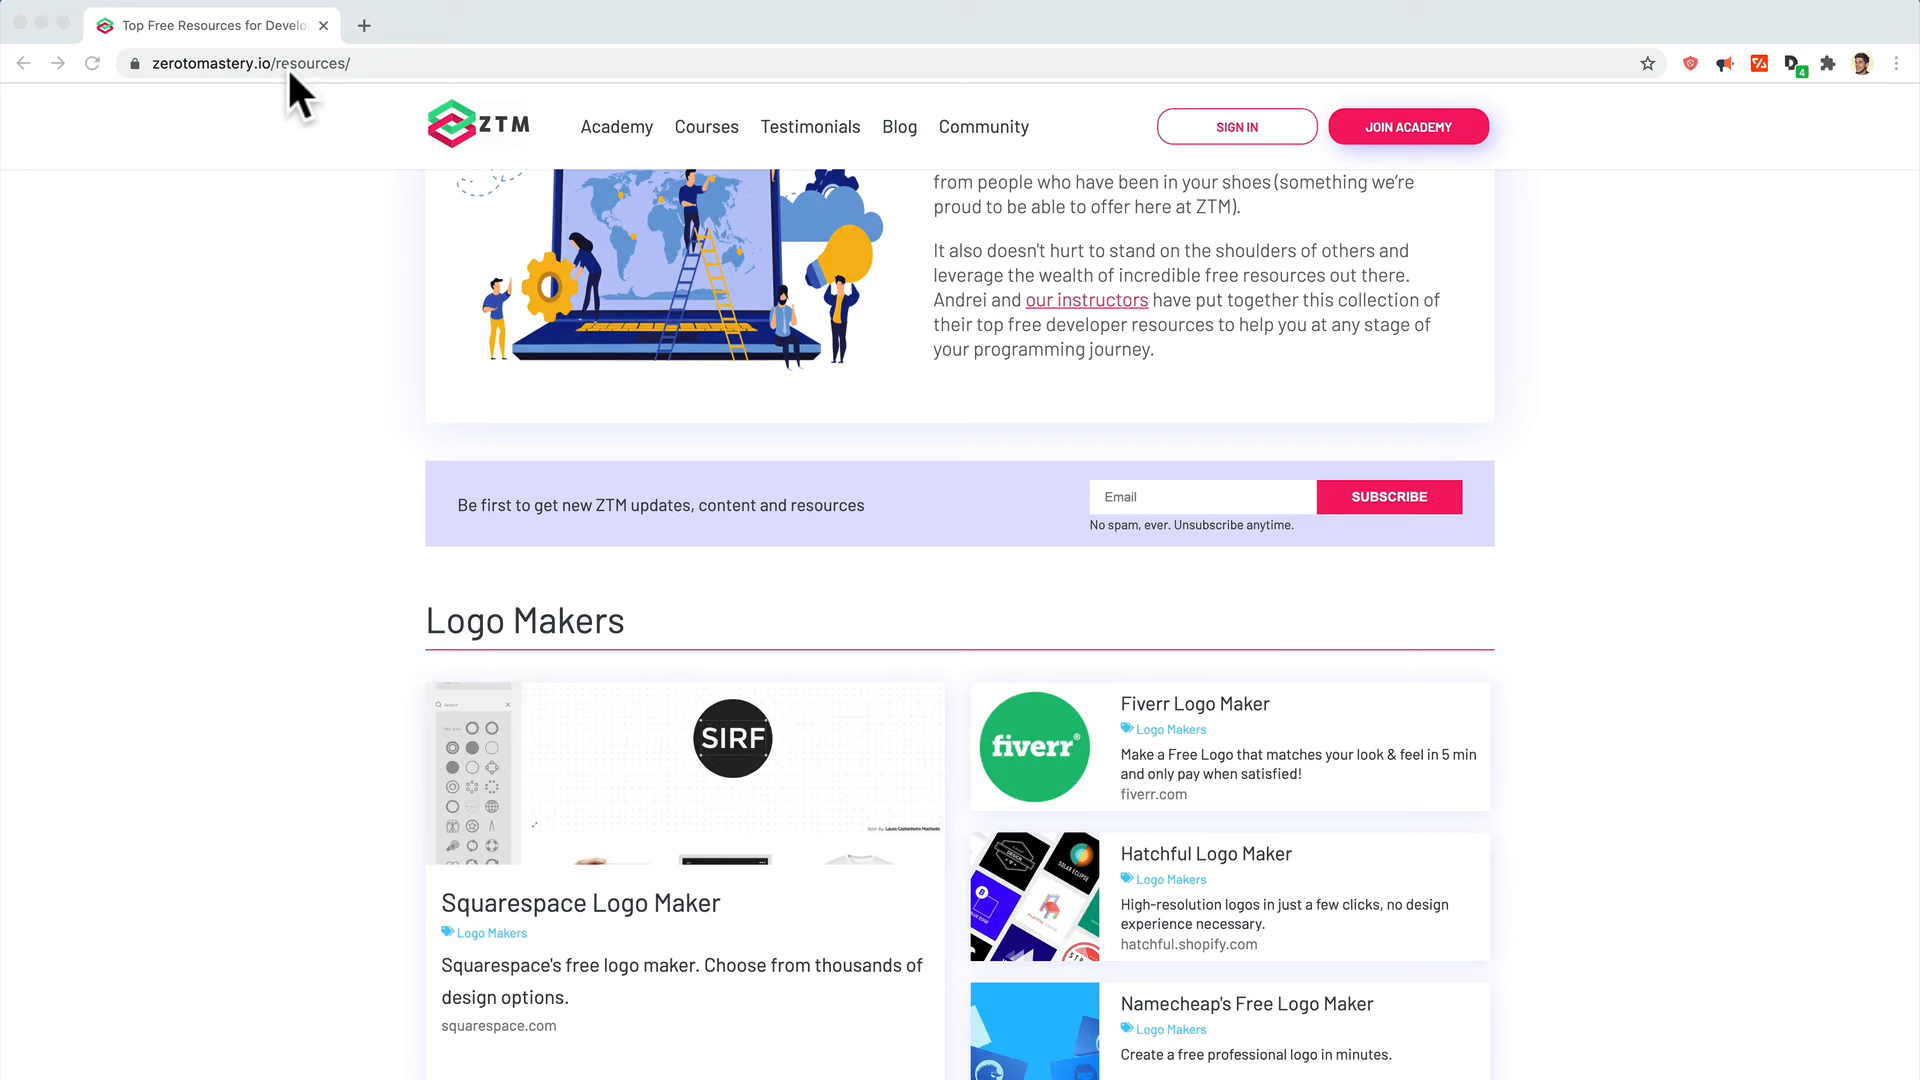 Top Free Resources for Develo
zerotomastery.io/resources/
4
ZTM
Academy
Courses
Testimonials
Blog
Community
SIGN IN
JOIN ACADEMY
from people who have been in your shoes (something we're
proud to be able to offer here at ZTM).
It also doesn't hurt to stand on the shoulders of others and
leverage the wealth of incredible free resources out there.
Andrei and our instructors have put together this collection of
their top free developer resources to help you at any stage of
your programming journey.
Be first to get new ZTM updates, content and resources
Email
SUBSCRIBE
No spam, ever. Unsubscribe anytime.
Logo Makers
Search
SIRF
Squarespace Logo Maker
Logo Makers
Squarespace's free logo maker. Choose from thousands of
design options.
squarespace.com
fiverr®
Fiverr Logo Maker
Logo Makers
Make a Free Logo that matches your look & feel in 5 min
and only pay when satisfied!
fiverr.com
DESIGN
SOLAR ECLIPSE
BLUE EDGE
Hatchful Logo Maker
Logo Makers
High-resolution logos in just a few clicks, no design
experience necessary.
hatchful.shopify.com
Namecheap's Free Logo Maker
Logo Makers
Create a free professional logo in minutes.